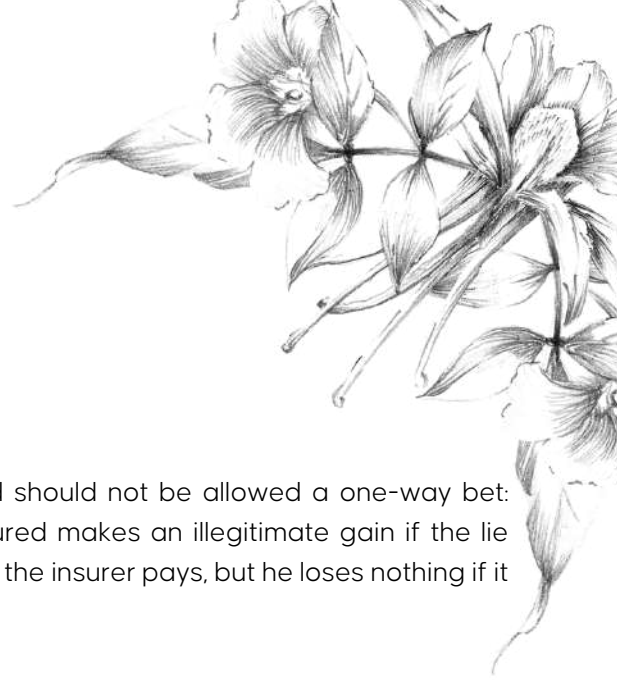 should not be allowed a one-way bet:
makes an illegitimate gain if the lie
the insurer pays, but he loses nothing if it